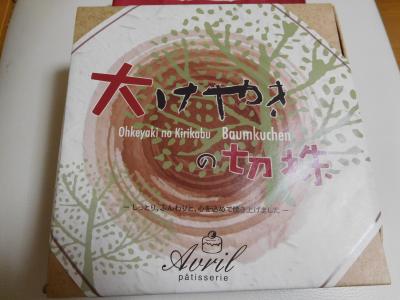 大けやき
Ohkeyaki no Kirikabu Baumkuchen
の切株
― しっとり、ふんわりと、心を込めて焼き上げました ―
Avril
pâtisserie